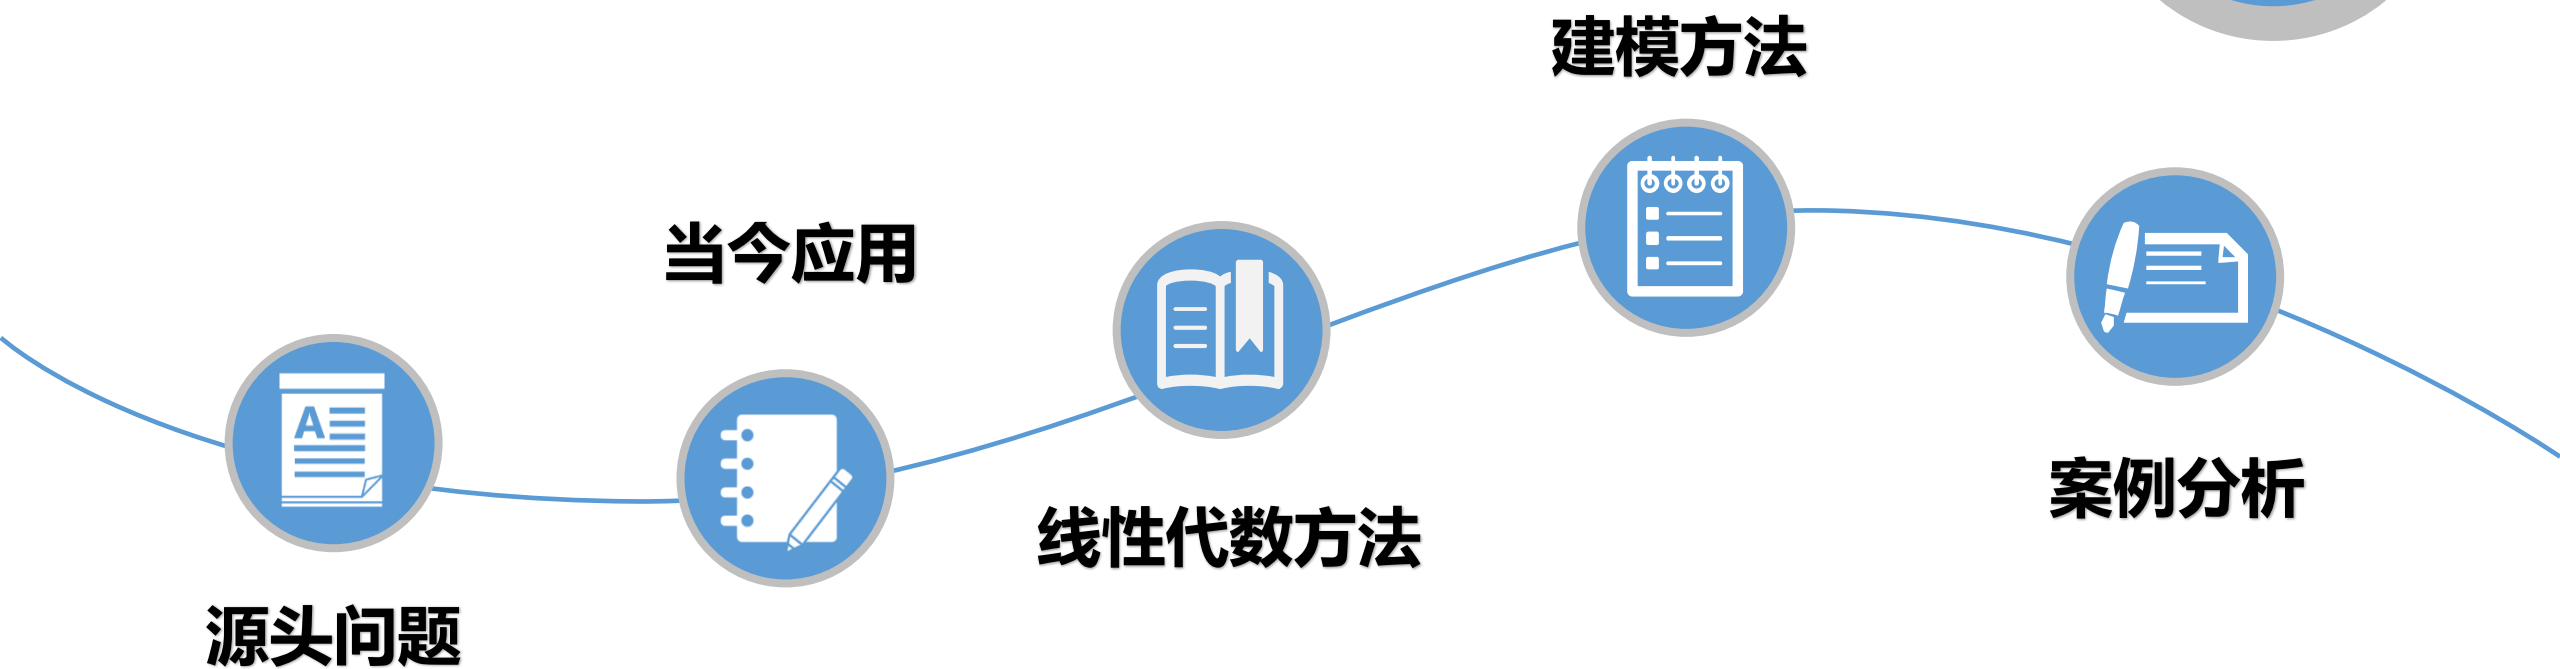 源头问题
当今应用
线性代数方法
建模方法
案例分析
A